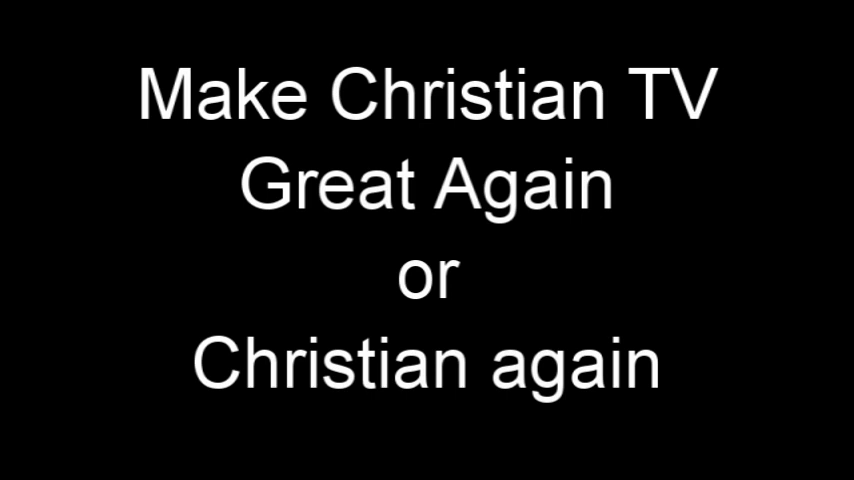 Make Christian TV
Great Again
or
Christian again